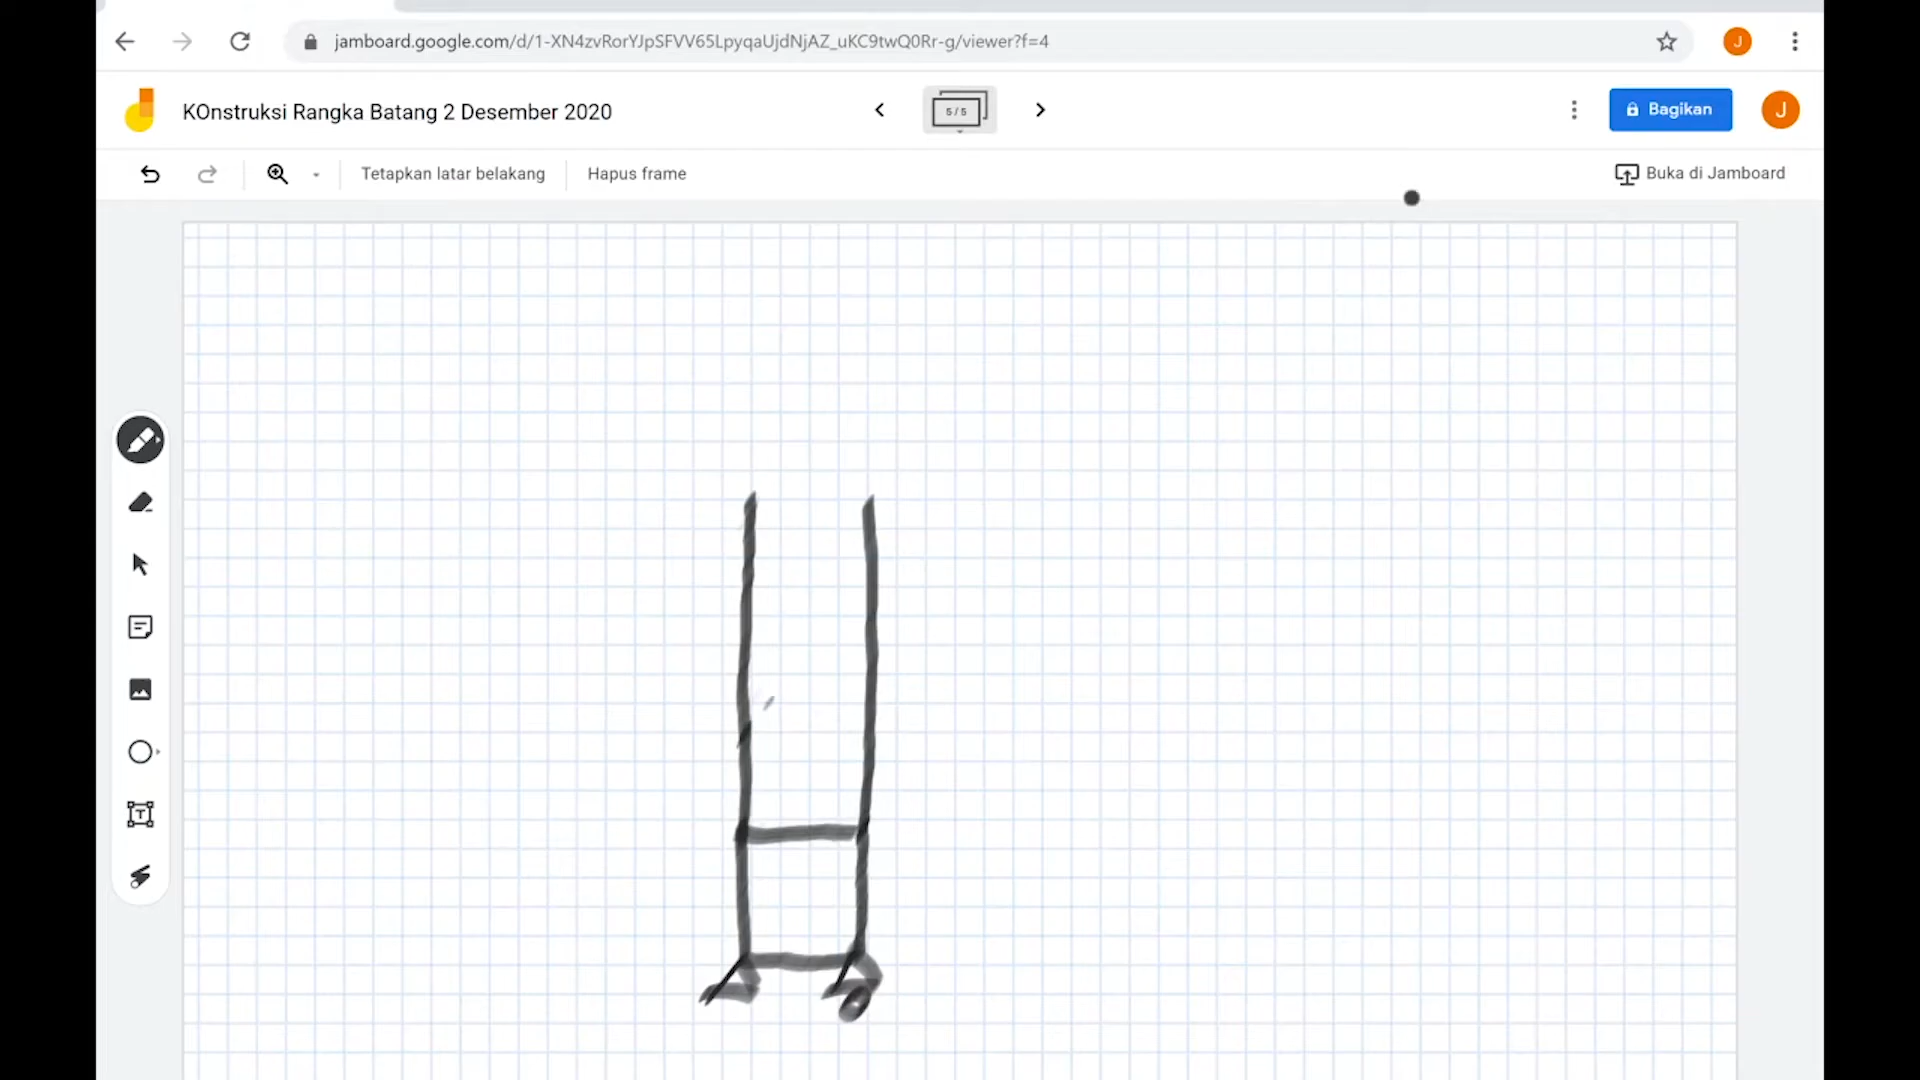 jamboard.google.com/d/1-XN4zvRorYJpSFVV65LpyqaUjdNjAZ_uKC9twQ0Rr-g/viewer?f=4
J
KOnstruksi Rangka Batang 2 Desember 2020
5 / 5
Bagikan
J
Tetapkan latar belakang
Hapus frame
Buka di Jamboard